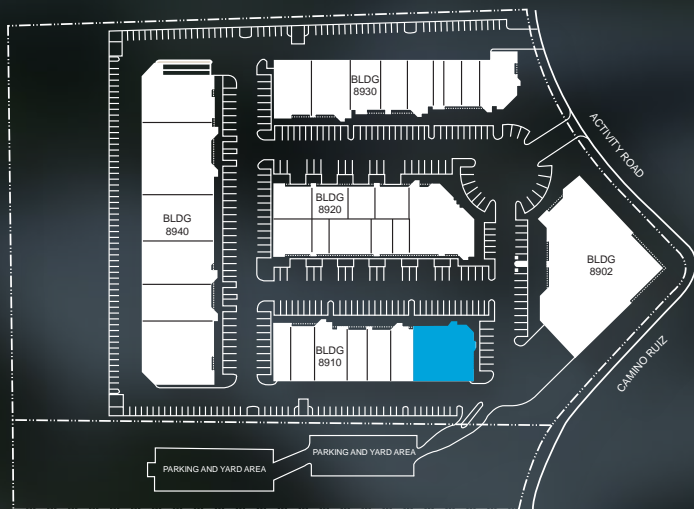 BLDG
8930
ACTIVITY ROAD
BLDG
8920
BLDG
8940
BLDG
8902
BLDG
8910
CAMINO RUIZ
PARKING AND YARD AREA
PARKING AND YARD AREA